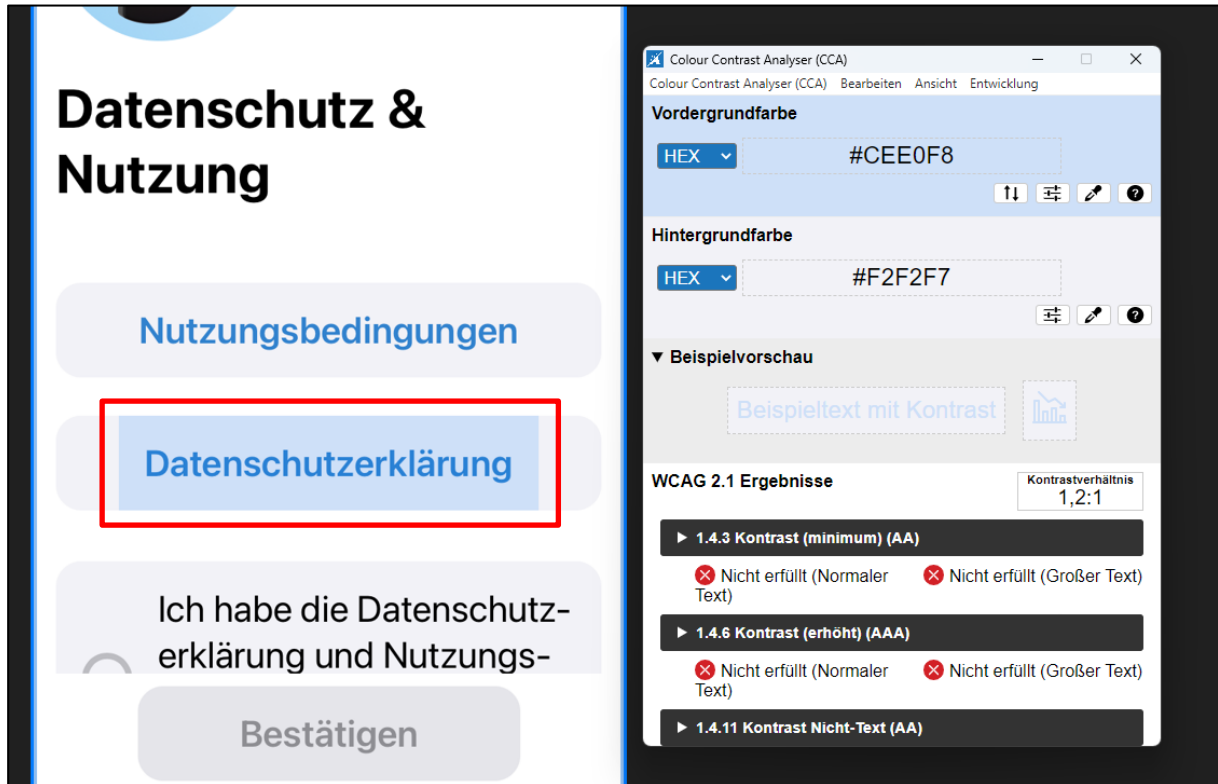 Datenschutz &
Nutzung
Nutzungsbedingungen
Datenschutzerklärung
Ich habe die Datenschutz-
erklärung und Nutzungs-
Bestätigen
Colour Contrast Analyser (CCA)
Colour Contrast Analyser (CCA) Bearbeiten Ansicht Entwicklung
Vordergrundfarbe
HEX #CEE0F8
Hintergrundfarbe
HEX #F2F2F7
▼ Beispielvorschau
Beispieltext mit Kontrast
WCAG 2.1 Ergebnisse
Kontrastverhältnis
1,2:1
▶ 1.4.3 Kontrast (minimum) (AA)
Nicht erfüllt (Normaler Nicht erfüllt (Großer Text)
Text)
▶ 1.4.6 Kontrast (erhöht) (AAA)
Nicht erfüllt (Normaler Nicht erfüllt (Großer Text)
Text)
▶ 1.4.11 Kontrast Nicht-Text (AA)